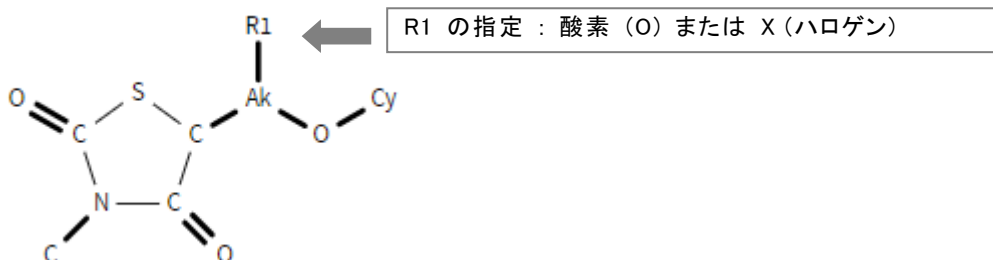 R1
R1 の指定 : 酸素 (O) または X (ハロゲン)
O S Ak Cy
C C O
N C
C O